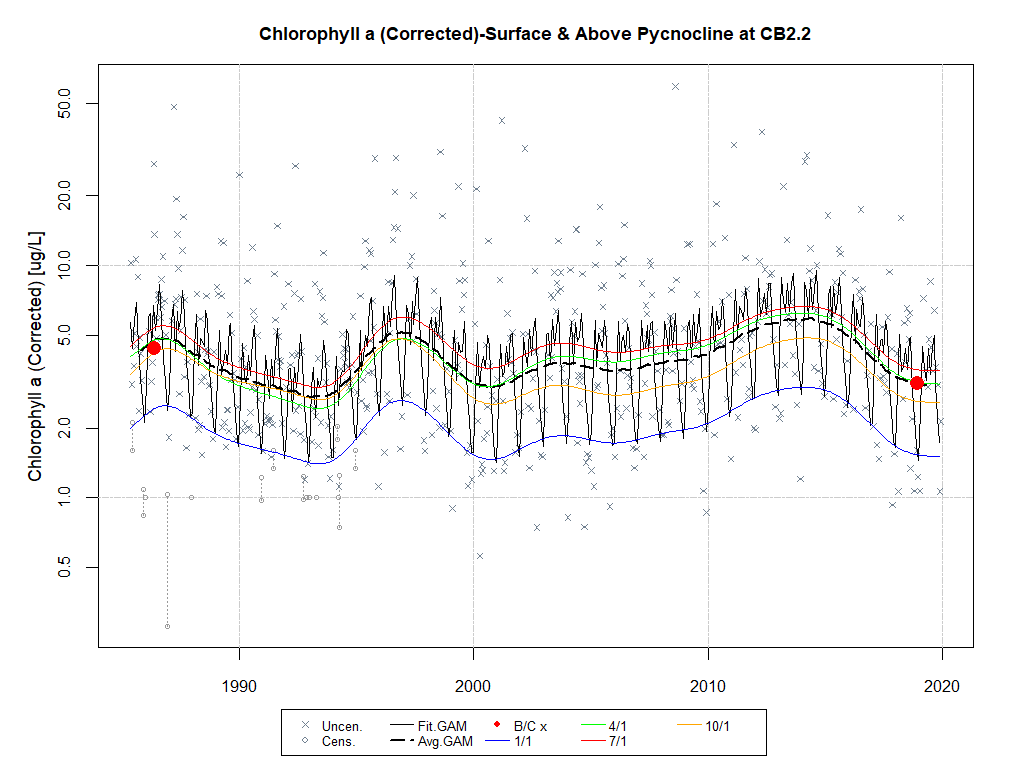 Chlorophyll a (Corrected)-Surface & Above Pycnocline at CB2.2
Chlorophyll a (Corrected) [ug/L]
50.0
20.0
10.0
5.0
2.0
1.0
0.5
1990 2000 2010 2020
Uncen. Fit.GAM B/C x 4/1 10/1
Cens. Avg.GAM 1/1 7/1